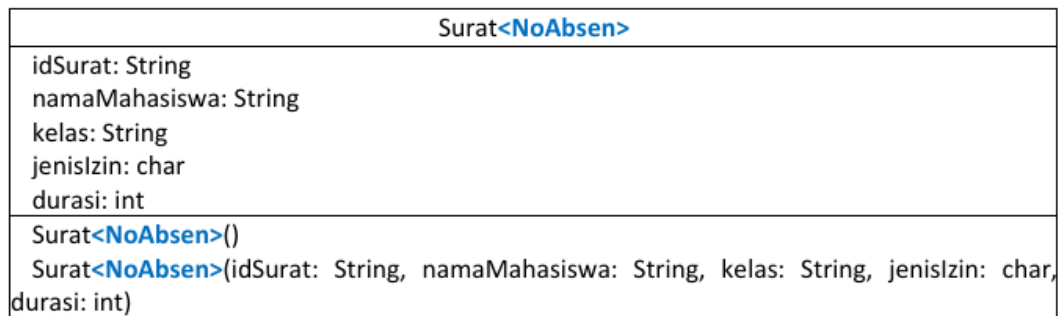 Surat<NoAbsen>
idSurat: String
namaMahasiswa: String
kelas: String
jenisIzin: char
durasi: int
Surat<NoAbsen>()
Surat<NoAbsen>(idSurat: String, namaMahasiswa: String, kelas: String, jenisIzin: char,
durasi: int)